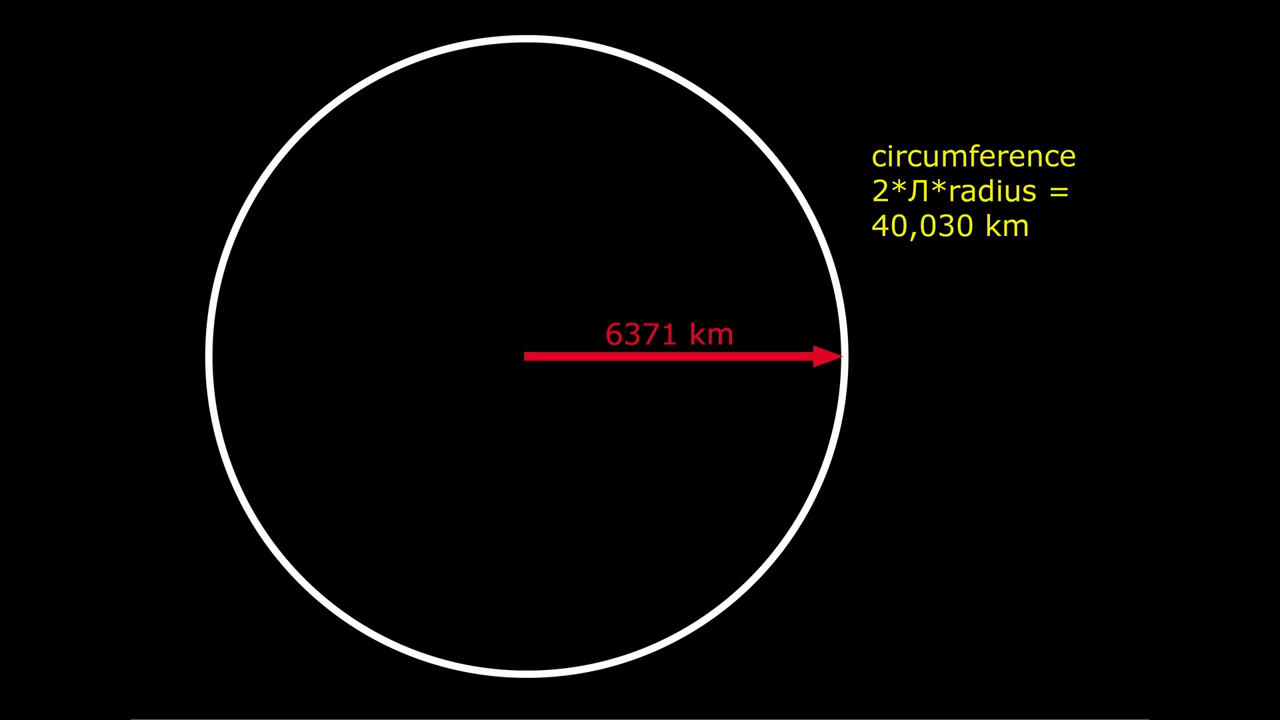 circumference
2*Л*radius =
40,030 km
6371 km